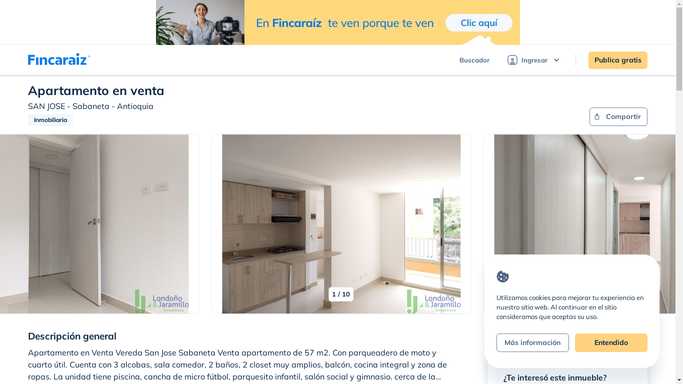 En Fincaraíz te ven porque te ven
Clic aquí
Fincaraiz
Buscador
Ingresar
Publica gratis
Apartamento en venta
SAN JOSE - Sabaneta - Antioquia
Inmobiliaria
Compartir
Londoño
Jaramillo
1 / 10
Londoño
Jaramillo
Utilizamos cookies para mejorar tu experiencia en
nuestro sitio web. Al continuar en el sitio
consideramos que aceptas su uso.
Más información
Entendido
Descripción general
Apartamento en Venta Vereda San Jose Sabaneta Venta apartamento de 57 m2. Con parqueadero de moto y
cuarto útil. Cuenta con 3 alcobas, sala comedor, 2 baños, 2 closet muy amplios, balcón, cocina integral y zona de
ropas. La unidad tiene piscina, cancha de micro fútbol, parquesito infantil, salón social y gimnasio. cerca de la...
¿Te interesó este inmueble?